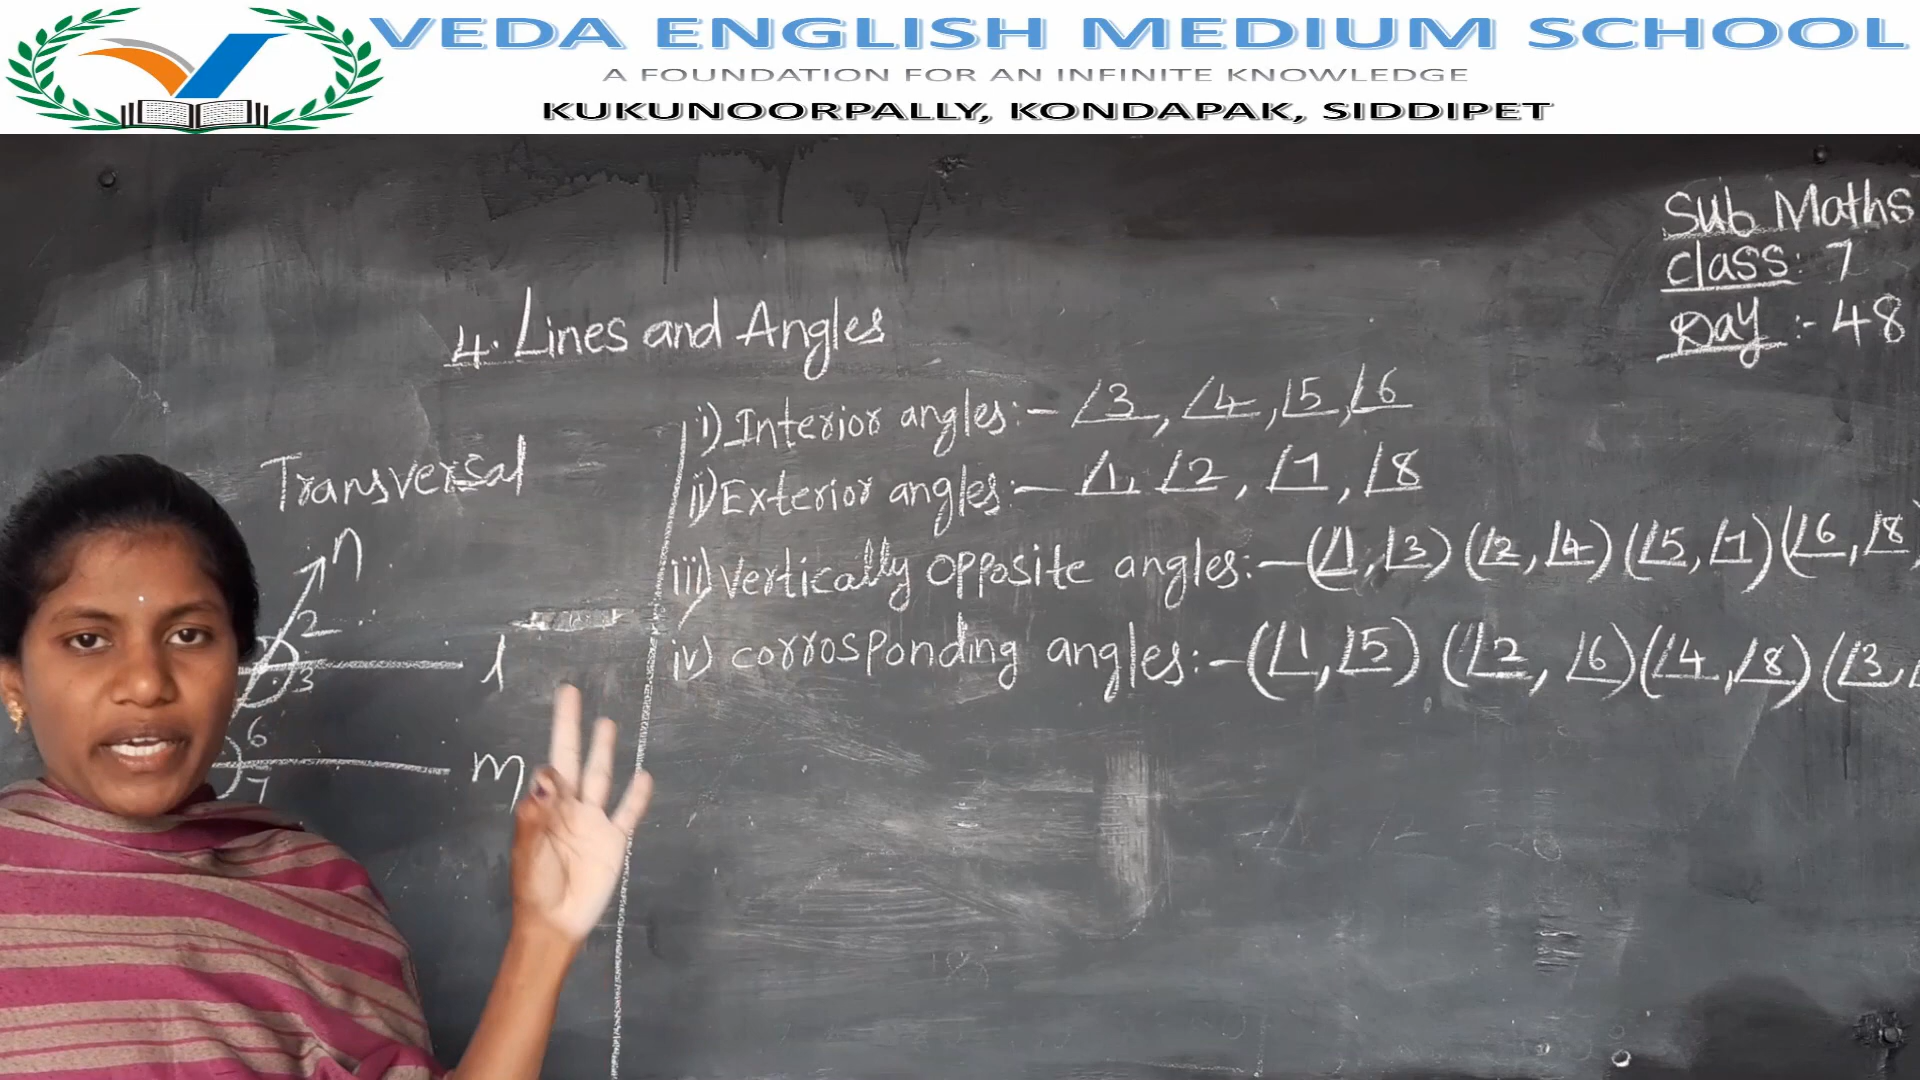 VEDA ENGLISH MEDIUM SCHOOL
A FOUNDATION FOR AN INFINITE KNOWLEDGE
KUKUNOORPALLY, KONDAPAK, SIDDIPET
Sub Maths
Class: 7
Day :- 48
4. Lines and Angles
i) Interior angles:- ∠3, ∠4, ∠5, ∠6
ii) Exterior angles:- ∠1, ∠2, ∠7, ∠8
iii) vertically opposite angles:- (∠1, ∠3) (∠2, ∠4) (∠5, ∠7) (∠6, ∠8)
iv) corrosponding angles:- (∠1, ∠5) (∠2, ∠6) (∠4, ∠8) (∠3,
Transversal
n
2
3
l
6
7
m